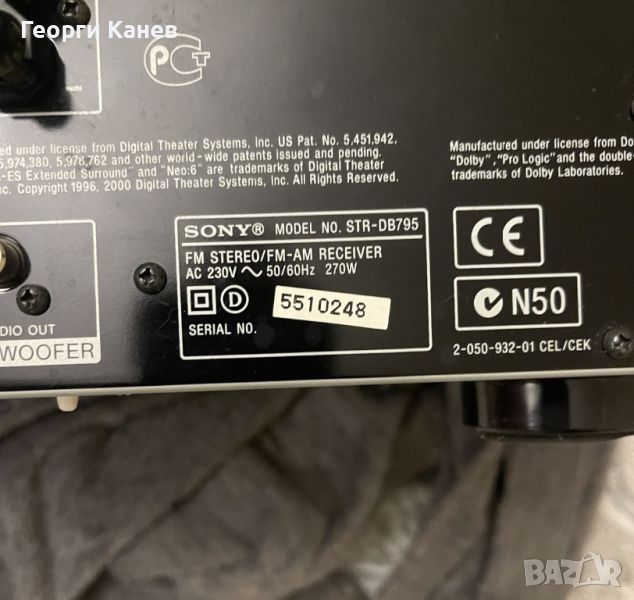 Георги Канев
PCT
ed under license from Digital Theater Systems, Inc. US Pat. No. 5,451,942,
5,974,380, 5,978,762 and other world-wide patents issued and pending.
-ES Extended Surround" and "Neo:6" are trademarks of Digital Theater
nc. Copyright 1996, 2000 Digital Theater Systems, Inc. All Rights Reserved.
Manufactured under license from Do
"Dolby", "Pro Logic" and the double-
trademarks of Dolby Laboratories.
SONY® MODEL NO. STR-DB795
FM STEREO/FM-AM RECEIVER
AC 230V ~ 50/60Hz 270W
D 5510248
SERIAL NO.
CE
N50
2-050-932-01 CEL/CEK
DIO OUT
WOOFER
BAZAR